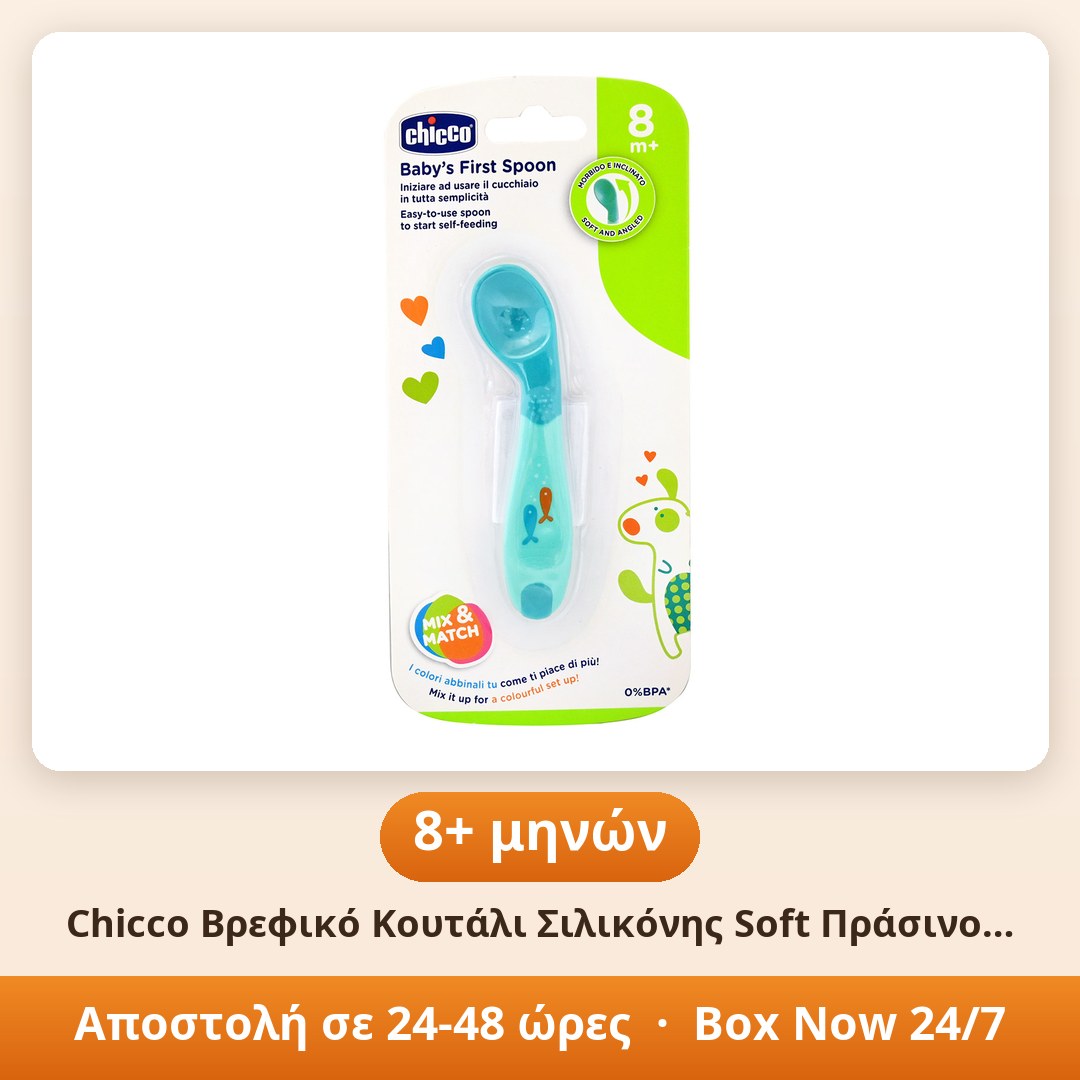 chicco
8
m+
Baby's First Spoon
Iniziare ad usare il cucchiaio
in tutta semplicità
Easy-to-use spoon
to start self-feeding
MORBIDO E INCLINATO
SOFT AND ANGLED
MIX &
MATCH
I colori abbinali tu come ti piace di più!
Mix it up for a colourful set up!
0%BPA*
8+ μηνών
Chicco Βρεφικό Κουτάλι Σιλικόνης Soft Πράσινο...
Αποστολή σε 24-48 ώρες · Box Now 24/7